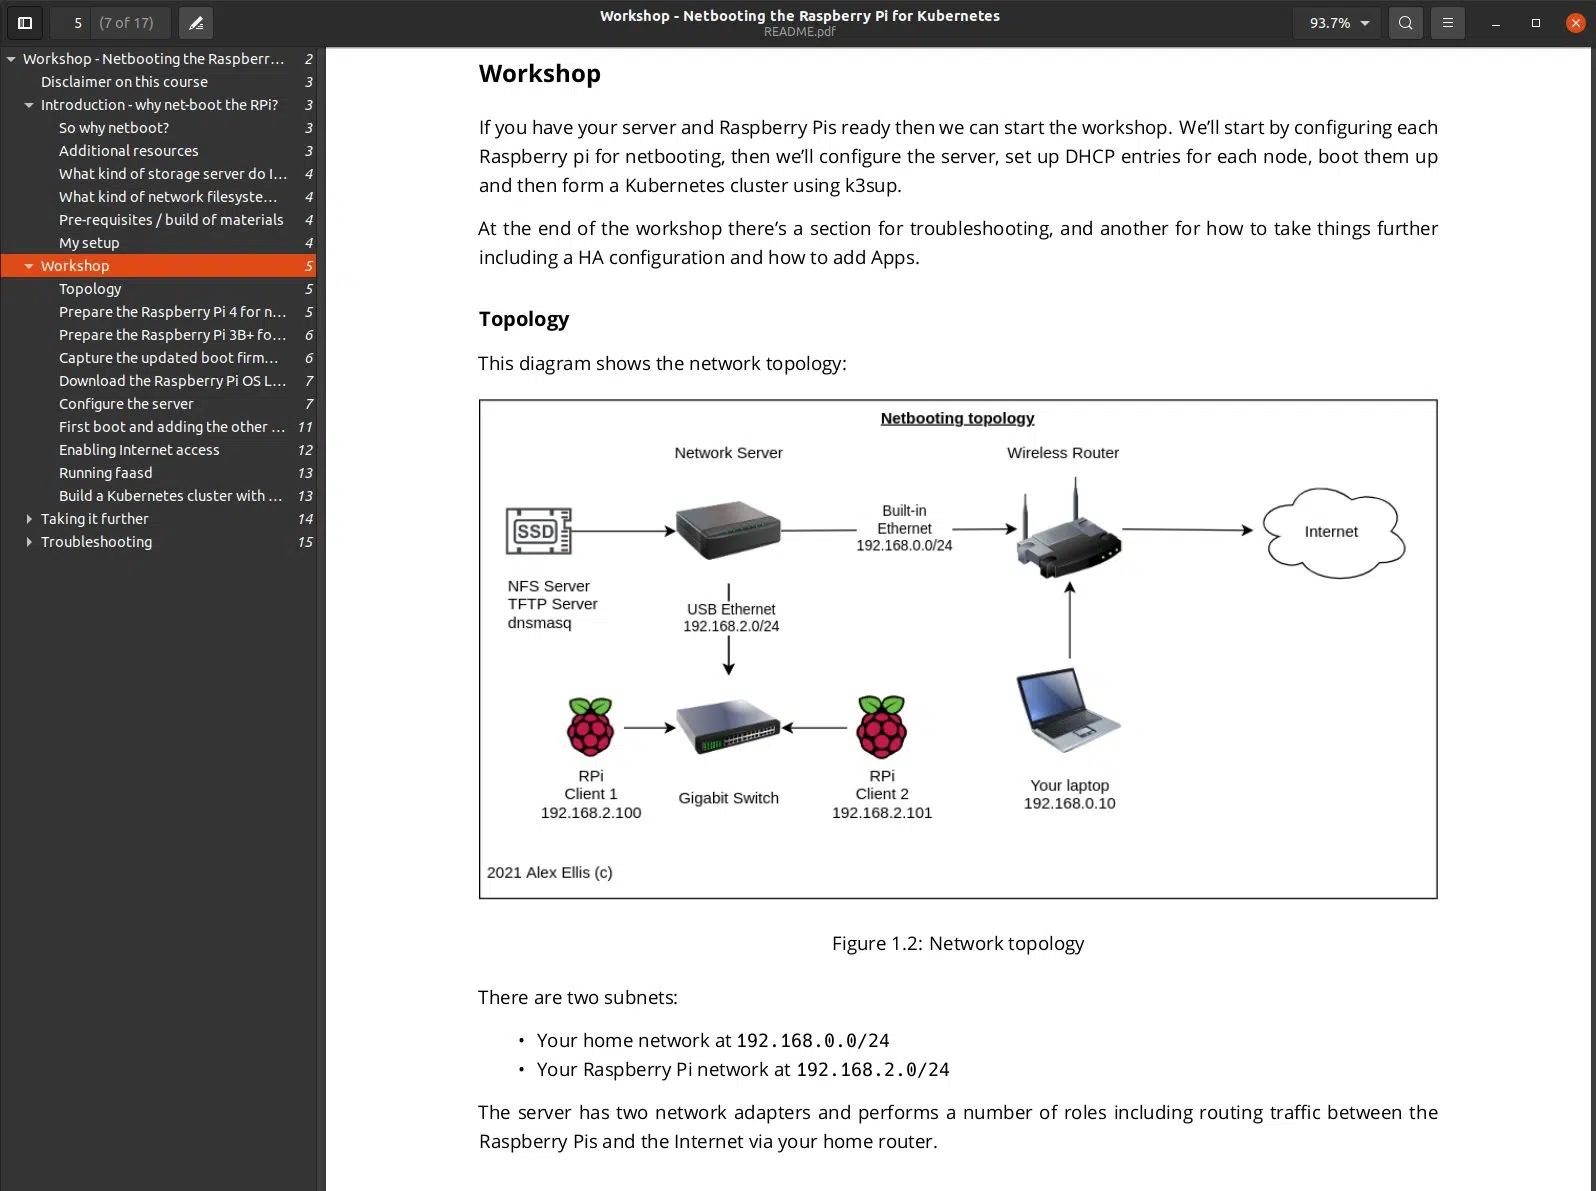 5 (7 of 17)
Workshop - Netbooting the Raspberry Pi for Kubernetes
README.pdf
93.7%
Workshop - Netbooting the Raspberr... 2
Disclaimer on this course 3
Introduction - why net-boot the RPi? 3
So why netboot? 3
Additional resources 3
What kind of storage server do I... 4
What kind of network filesyste... 4
Pre-requisites / build of materials 4
My setup 4
Workshop 5
Topology 5
Prepare the Raspberry Pi 4 for n... 5
Prepare the Raspberry Pi 3B+ fo... 6
Capture the updated boot firm... 6
Download the Raspberry Pi OS L... 7
Configure the server 7
First boot and adding the other ... 11
Enabling Internet access 12
Running faasd 13
Build a Kubernetes cluster with ... 13
Taking it further 14
Troubleshooting 15
Workshop
If you have your server and Raspberry Pis ready then we can start the workshop. We’ll start by configuring each
Raspberry pi for netbooting, then we’ll configure the server, set up DHCP entries for each node, boot them up
and then form a Kubernetes cluster using k3sup.
At the end of the workshop there’s a section for troubleshooting, and another for how to take things further
including a HA configuration and how to add Apps.
Topology
This diagram shows the network topology:
Netbooting topology
Network Server
Wireless Router
SSD
Built-in
Ethernet
192.168.0.0/24
Internet
NFS Server
TFTP Server
dnsmasq
USB Ethernet
192.168.2.0/24
RPi
Client 1
192.168.2.100
Gigabit Switch
RPi
Client 2
192.168.2.101
Your laptop
192.168.0.10
2021 Alex Ellis (c)
Figure 1.2: Network topology
There are two subnets:
• Your home network at 192.168.0.0/24
• Your Raspberry Pi network at 192.168.2.0/24
The server has two network adapters and performs a number of roles including routing traffic between the
Raspberry Pis and the Internet via your home router.